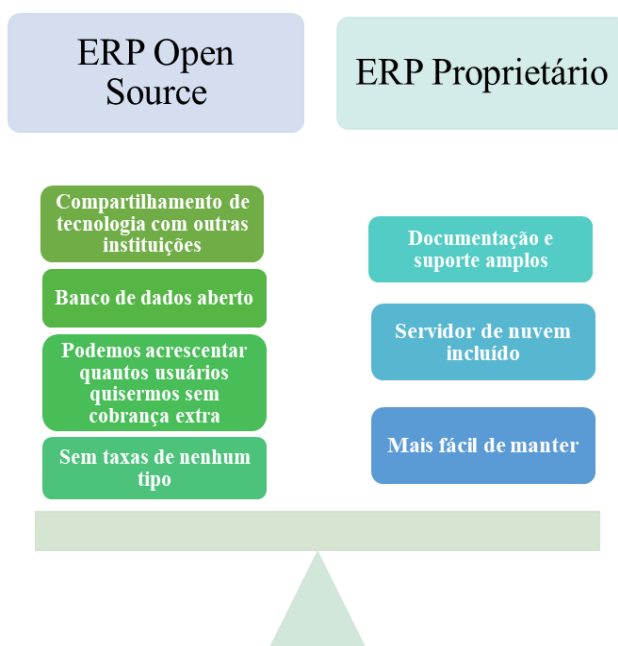 ERP Open
Source
ERP Proprietário
Compartilhamento de
tecnologia com outras
instituições
Banco de dados aberto
Podemos acrescentar
quantos usuários
quisermos sem
cobrança extra
Sem taxas de nenhum
tipo
Documentação e
suporte amplos
Servidor de nuvem
incluído
Mais fácil de manter